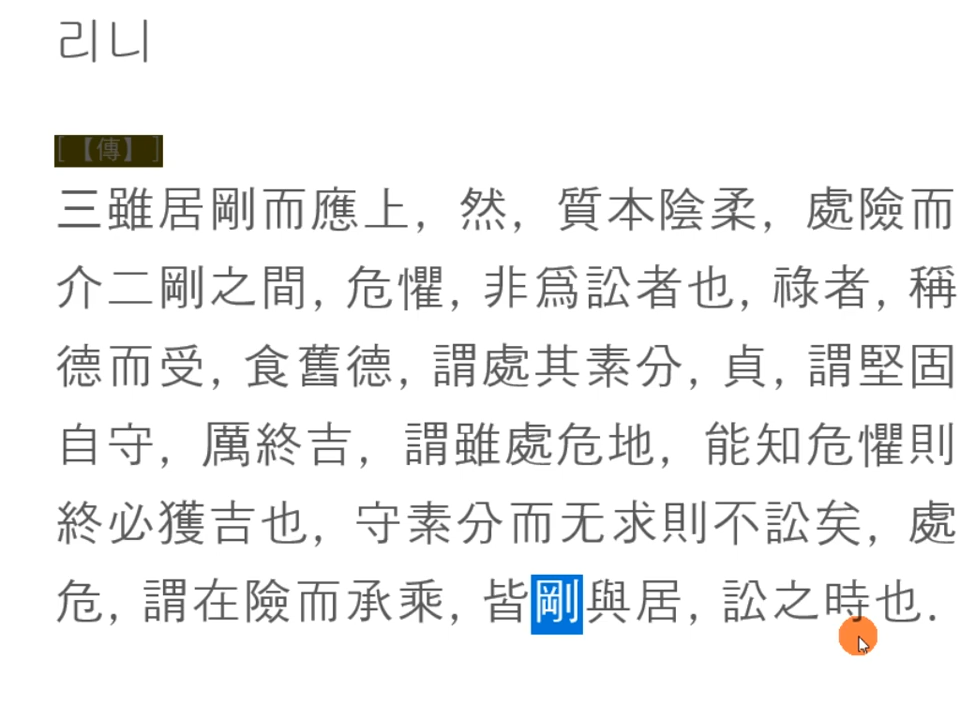 리니
[【傳】]
三雖居剛而應上, 然, 質本陰柔, 處險而
介二剛之間, 危懼, 非爲訟者也, 祿者, 稱
德而受, 食舊德, 謂處其素分, 貞, 謂堅固
自守, 厲終吉, 謂雖處危地, 能知危懼則
終必獲吉也, 守素分而无求則不訟矣, 處
危, 謂在險而承乘, 皆剛與居, 訟之時也.